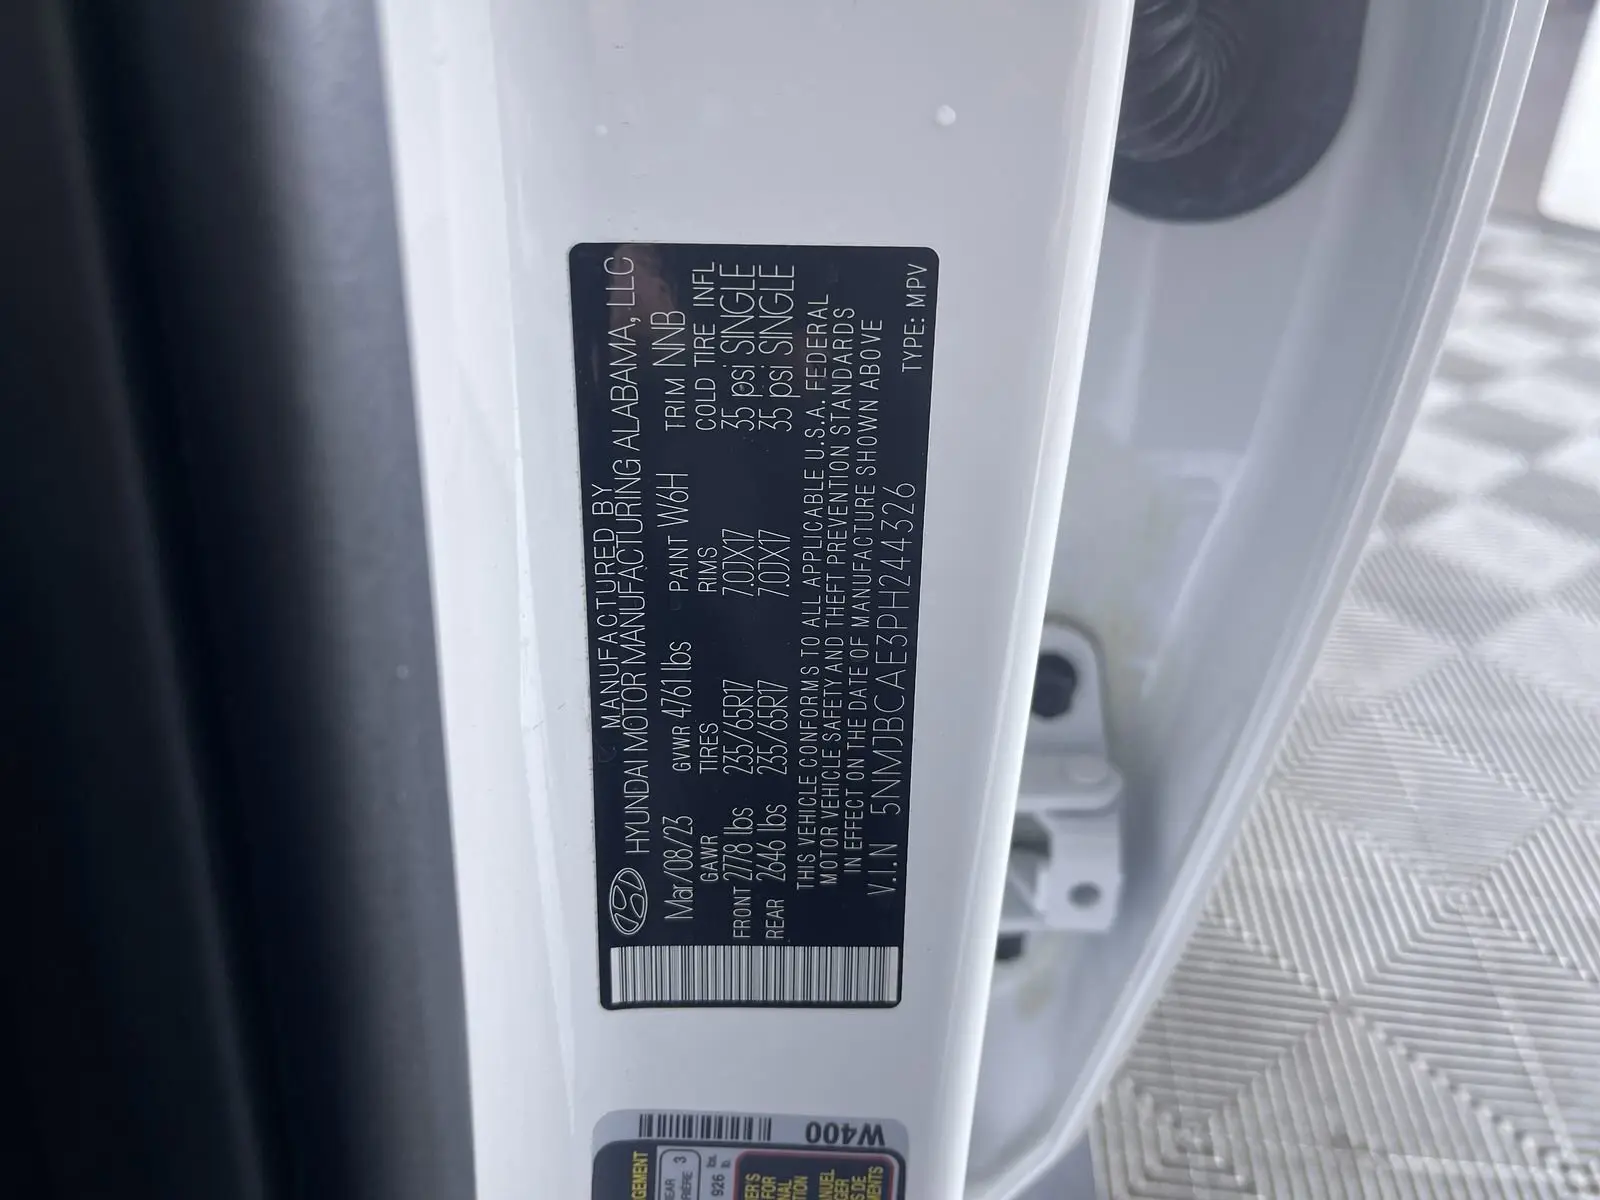 MANUFACTURED BY
HYUNDAI MOTOR MANUFACTURING ALABAMA, LLC
Mar/08/23 GVWR 4761 lbs PAINT W6H TRIM NNB
GAWR TIRES RIMS COLD TIRE INFL
FRONT 2778 lbs 235/65R17 7.0JX17 35 psi SINGLE
REAR 2646 lbs 235/65R17 7.0JX17 35 psi SINGLE
THIS VEHICLE CONFORMS TO ALL APPLICABLE U.S.A. FEDERAL
MOTOR VEHICLE SAFETY AND THEFT PREVENTION STANDARDS
IN EFFECT ON THE DATE OF MANUFACTURE SHOWN ABOVE
V.I.N 5NMJBCAE3PH244326
TYPE: MPV
W400
3
926 lbs.